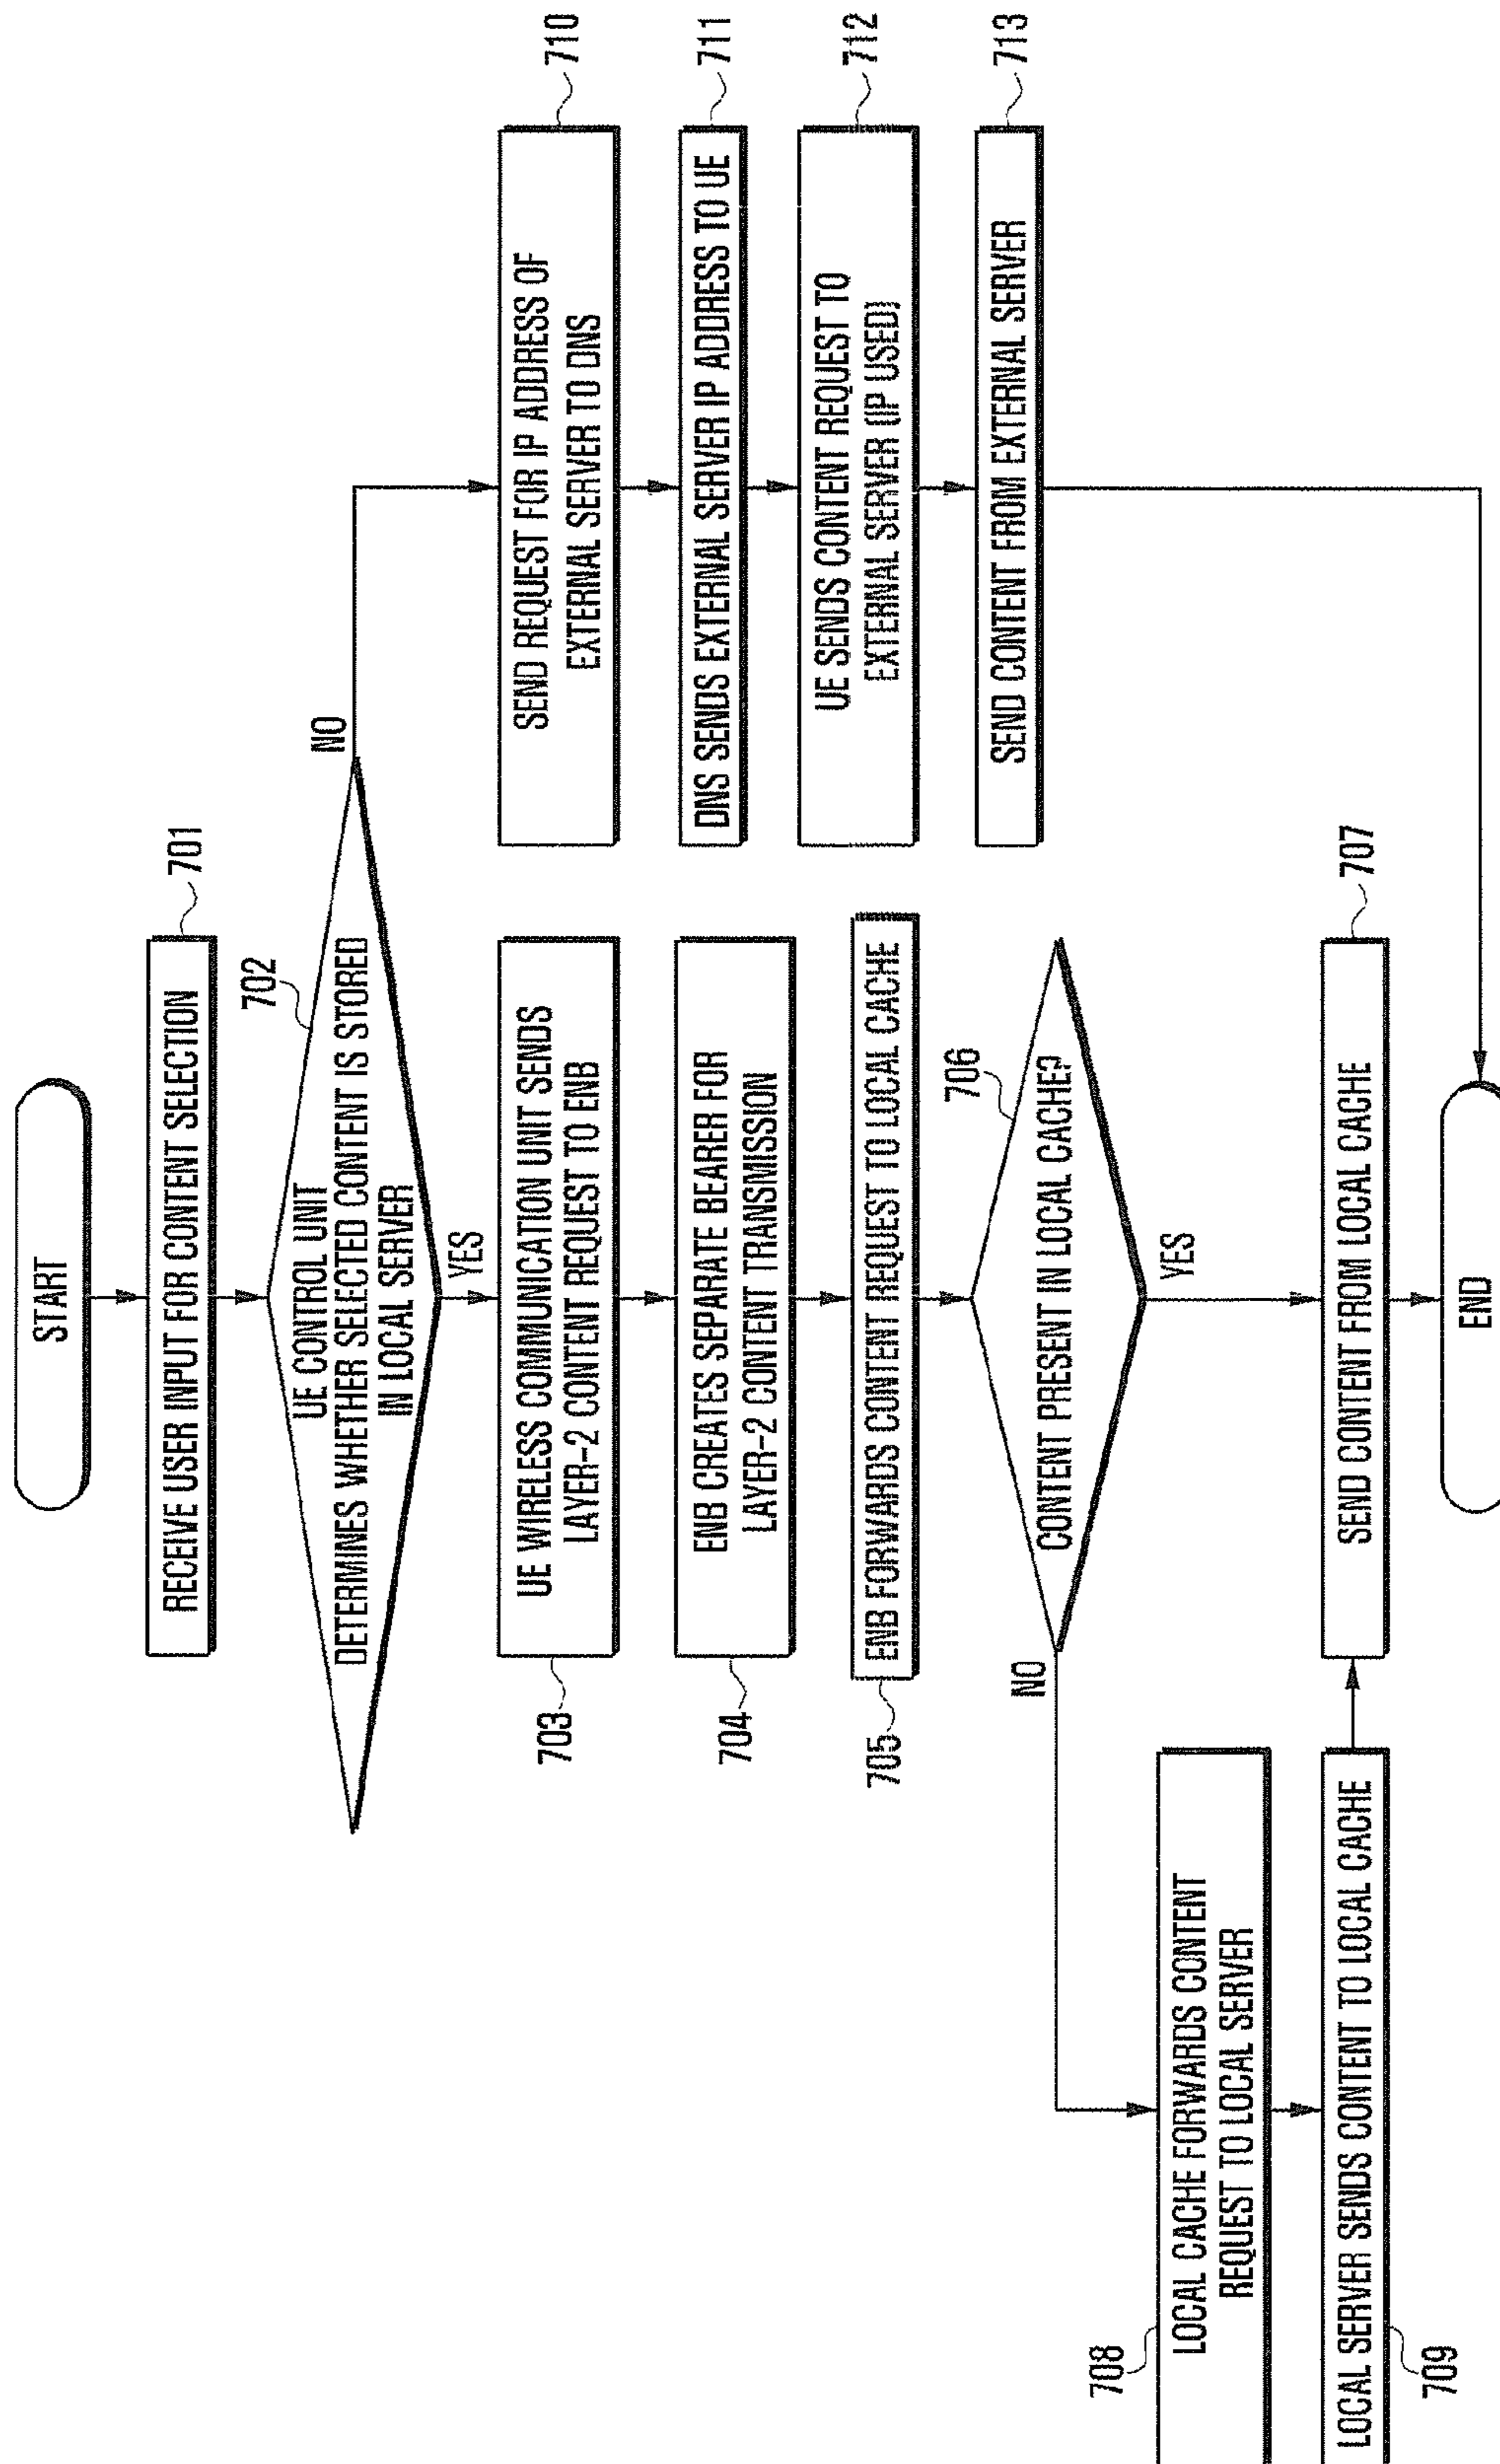 START
RECEIVE USER INPUT FOR CONTENT SELECTION
701
702
UE CONTROL UNIT
DETERMINES WHETHER SELECTED CONTENT IS STORED
IN LOCAL SERVER
NO
YES
UE WIRELESS COMMUNICATION UNIT SENDS
LAYER-2 CONTENT REQUEST TO ENB
703
ENB CREATES SEPARATE BEARER FOR
LAYER-2 CONTENT TRANSMISSION
704
ENB FORWARDS CONTENT REQUEST TO LOCAL CACHE
705
706
CONTENT PRESENT IN LOCAL CACHE?
NO
YES
SEND CONTENT FROM LOCAL CACHE
707
LOCAL CACHE FORWARDS CONTENT
REQUEST TO LOCAL SERVER
708
LOCAL SERVER SENDS CONTENT TO LOCAL CACHE
709
SEND REQUEST FOR IP ADDRESS OF
EXTERNAL SERVER TO DNS
710
DNS SENDS EXTERNAL SERVER IP ADDRESS TO UE
711
UE SENDS CONTENT REQUEST TO
EXTERNAL SERVER (IP USED)
712
SEND CONTENT FROM EXTERNAL SERVER
713
END